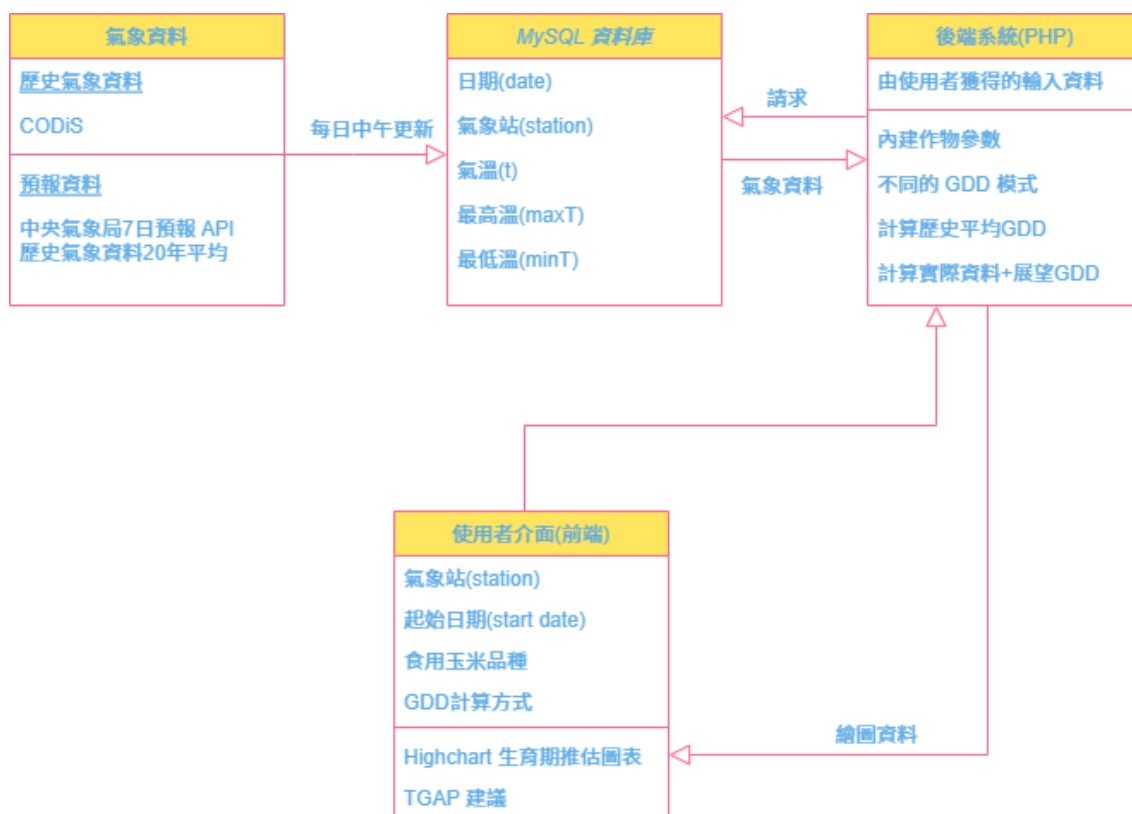 氣象資料
歷史氣象資料
CODiS
預報資料
中央氣象局7日預報 API
歷史氣象資料20年平均
每日中午更新
MySQL 資料庫
日期(date)
氣象站(station)
氣溫(t)
最高溫(maxT)
最低溫(minT)
請求
氣象資料
後端系統(PHP)
由使用者獲得的輸入資料
內建作物參數
不同的 GDD 模式
計算歷史平均GDD
計算實際資料+展望GDD
使用者介面(前端)
氣象站(station)
起始日期(start date)
食用玉米品種
GDD計算方式
Highchart 生育期推估圖表
TGAP 建議
繪圖資料